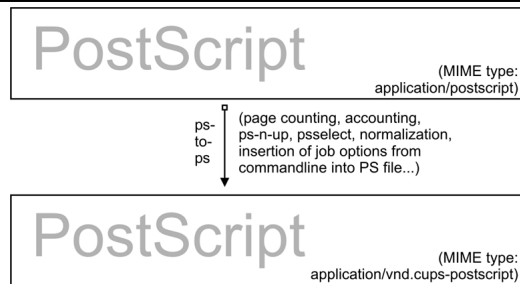 PostScript
(MIME type:
application/postscript)
ps-
to-
ps
(page counting, accounting,
ps-n-up, psselect, normalization,
insertion of job options from
commandline into PS file...)
PostScript
(MIME type:
application/vnd.cups-postscript)